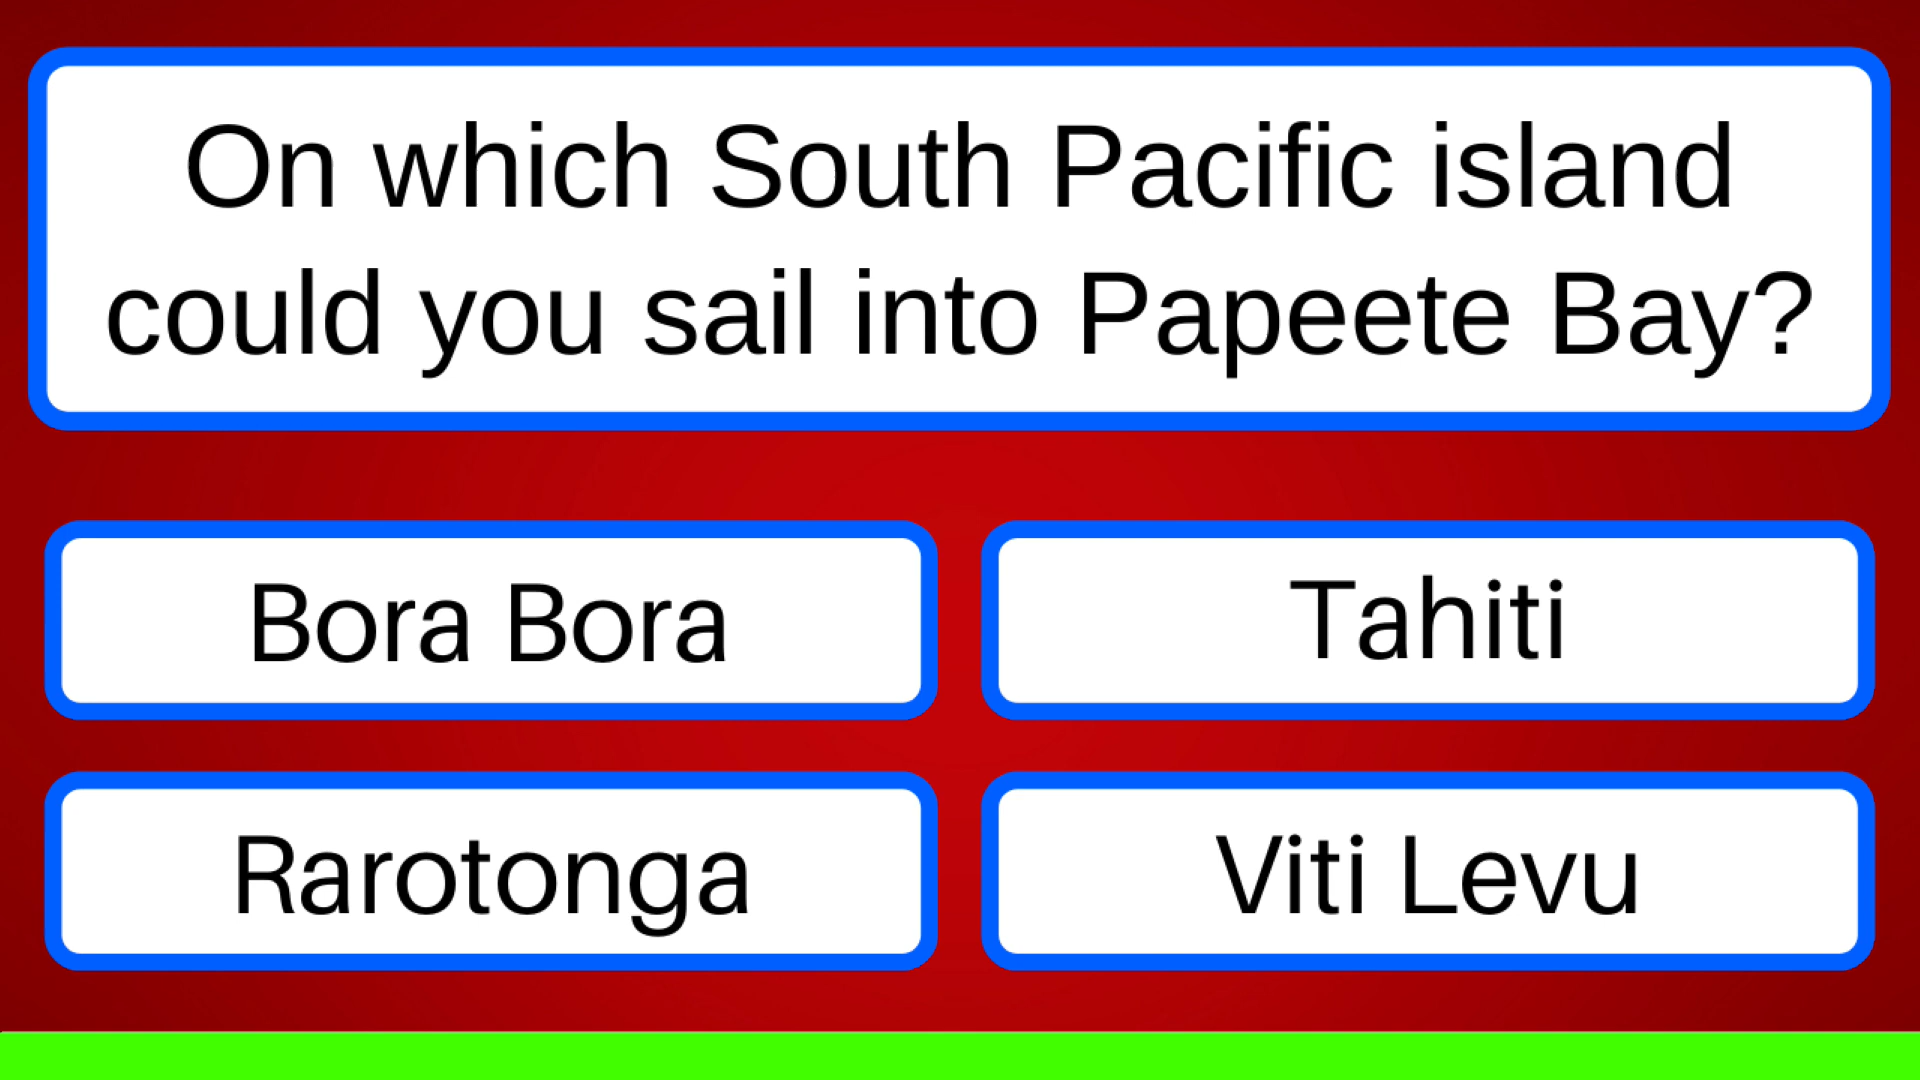 On which South Pacific island
could you sail into Papeete Bay?
Bora Bora
Tahiti
Rarotonga
Viti Levu